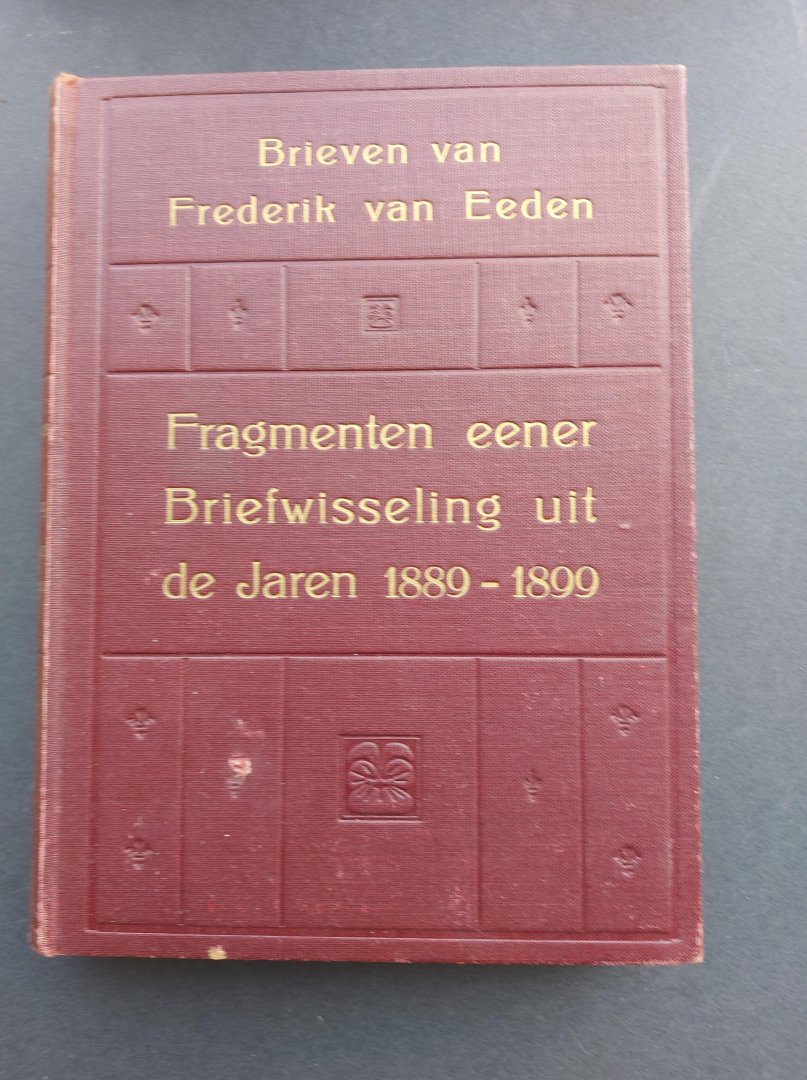 Brieven van
Frederik van Eeden
Fragmenten eener
Briefwisseling uit
de Jaren 1889 - 1899